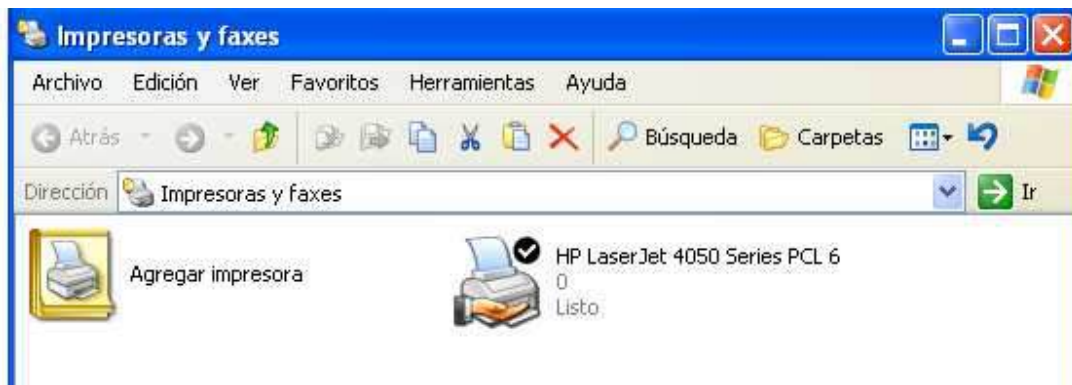 Impresoras y faxes
Archivo Edición Ver Favoritos Herramientas Ayuda
Atrás Búsqueda Carpetas
Dirección Impresoras y faxes Ir
Agregar impresora
HP LaserJet 4050 Series PCL 6
0
Listo